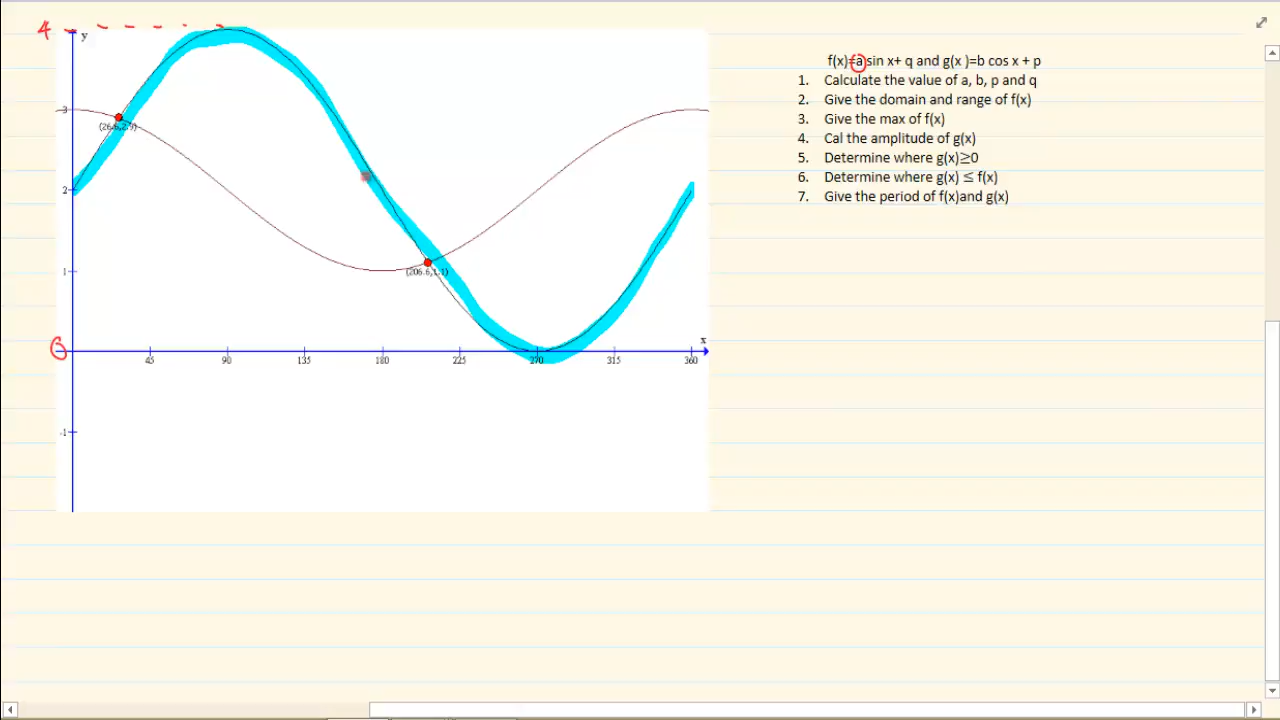 4
y
3
(26.6,2.9)
2
1
(206.6,1.1)
0
x
45 90 135 180 225 270 315 360
-1
f(x)=a sin x+ q and g(x )=b cos x + p
1. Calculate the value of a, b, p and q
2. Give the domain and range of f(x)
3. Give the max of f(x)
4. Cal the amplitude of g(x)
5. Determine where g(x)≥0
6. Determine where g(x) ≤ f(x)
7. Give the period of f(x)and g(x)